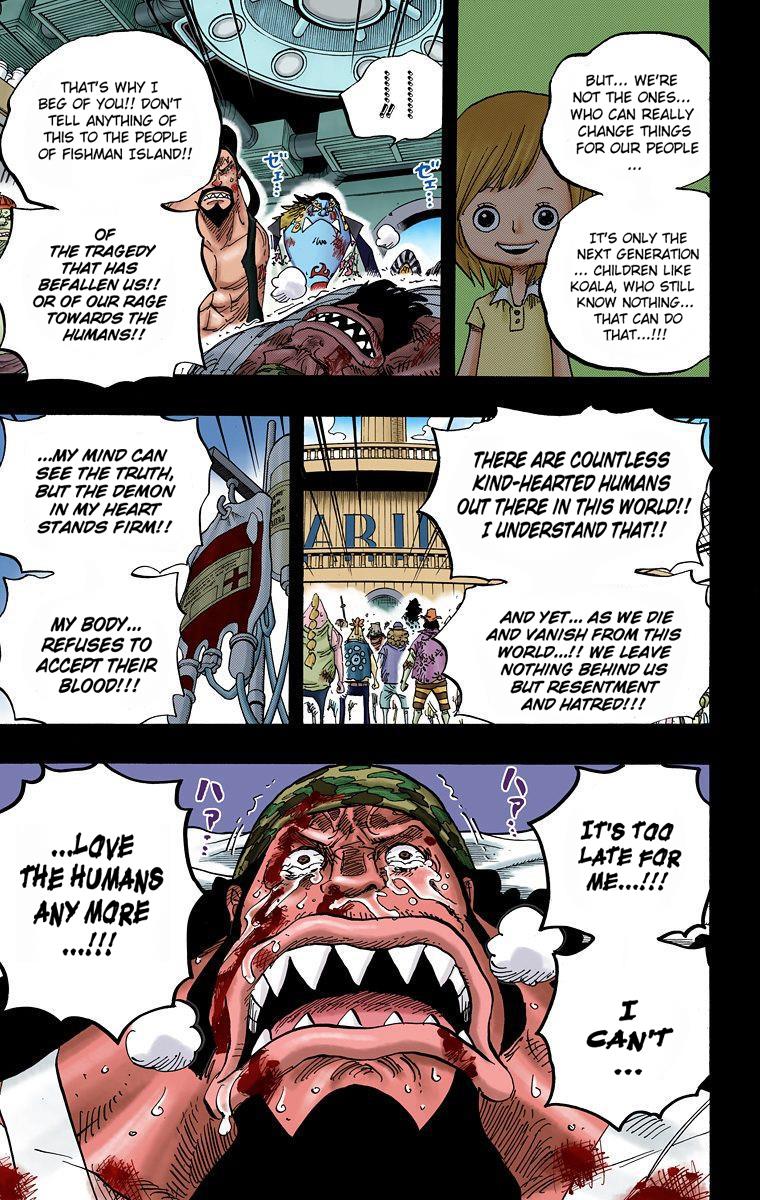 BUT... WE'RE
NOT THE ONES...
WHO CAN REALLY
CHANGE THINGS
FOR OUR PEOPLE
...
IT'S ONLY THE
NEXT GENERATION
... CHILDREN LIKE
KOALA, WHO STILL
KNOW NOTHING...
THAT CAN DO
THAT...!!!
.......!!
ゼェ…
ゼェ…
THAT'S WHY I
BEG OF YOU!! DON'T
TELL ANYTHING OF
THIS TO THE PEOPLE
OF FISHMAN ISLAND!!
OF
THE TRAGEDY
THAT HAS
BEFALLEN US!!
OR OF OUR RAGE
TOWARDS THE
HUMANS!!
THERE ARE COUNTLESS
KIND-HEARTED HUMANS
OUT THERE IN THIS WORLD!!
I UNDERSTAND THAT!!
ARI
AND YET... AS WE DIE
AND VANISH FROM THIS
WORLD...!! WE LEAVE
NOTHING BEHIND US
BUT RESENTMENT
AND HATRED!!!
...MY MIND CAN
SEE THE TRUTH,
BUT THE DEMON
IN MY HEART
STANDS FIRM!!
MY BODY...
REFUSES TO
ACCEPT THEIR
BLOOD!!!
IT'S TOO
LATE FOR
ME...!!!
I
CAN'T
...
ハァ…
ハァ…
...LOVE
THE HUMANS
ANY MORE
...!!!